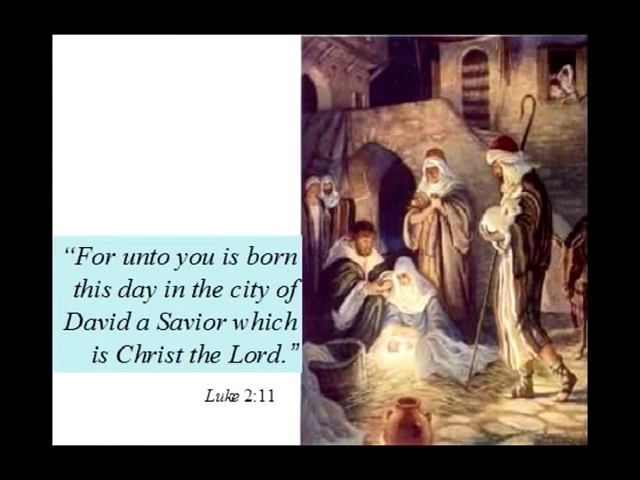 “For unto you is born
this day in the city of
David a Savior which
is Christ the Lord.”
Luke 2:11